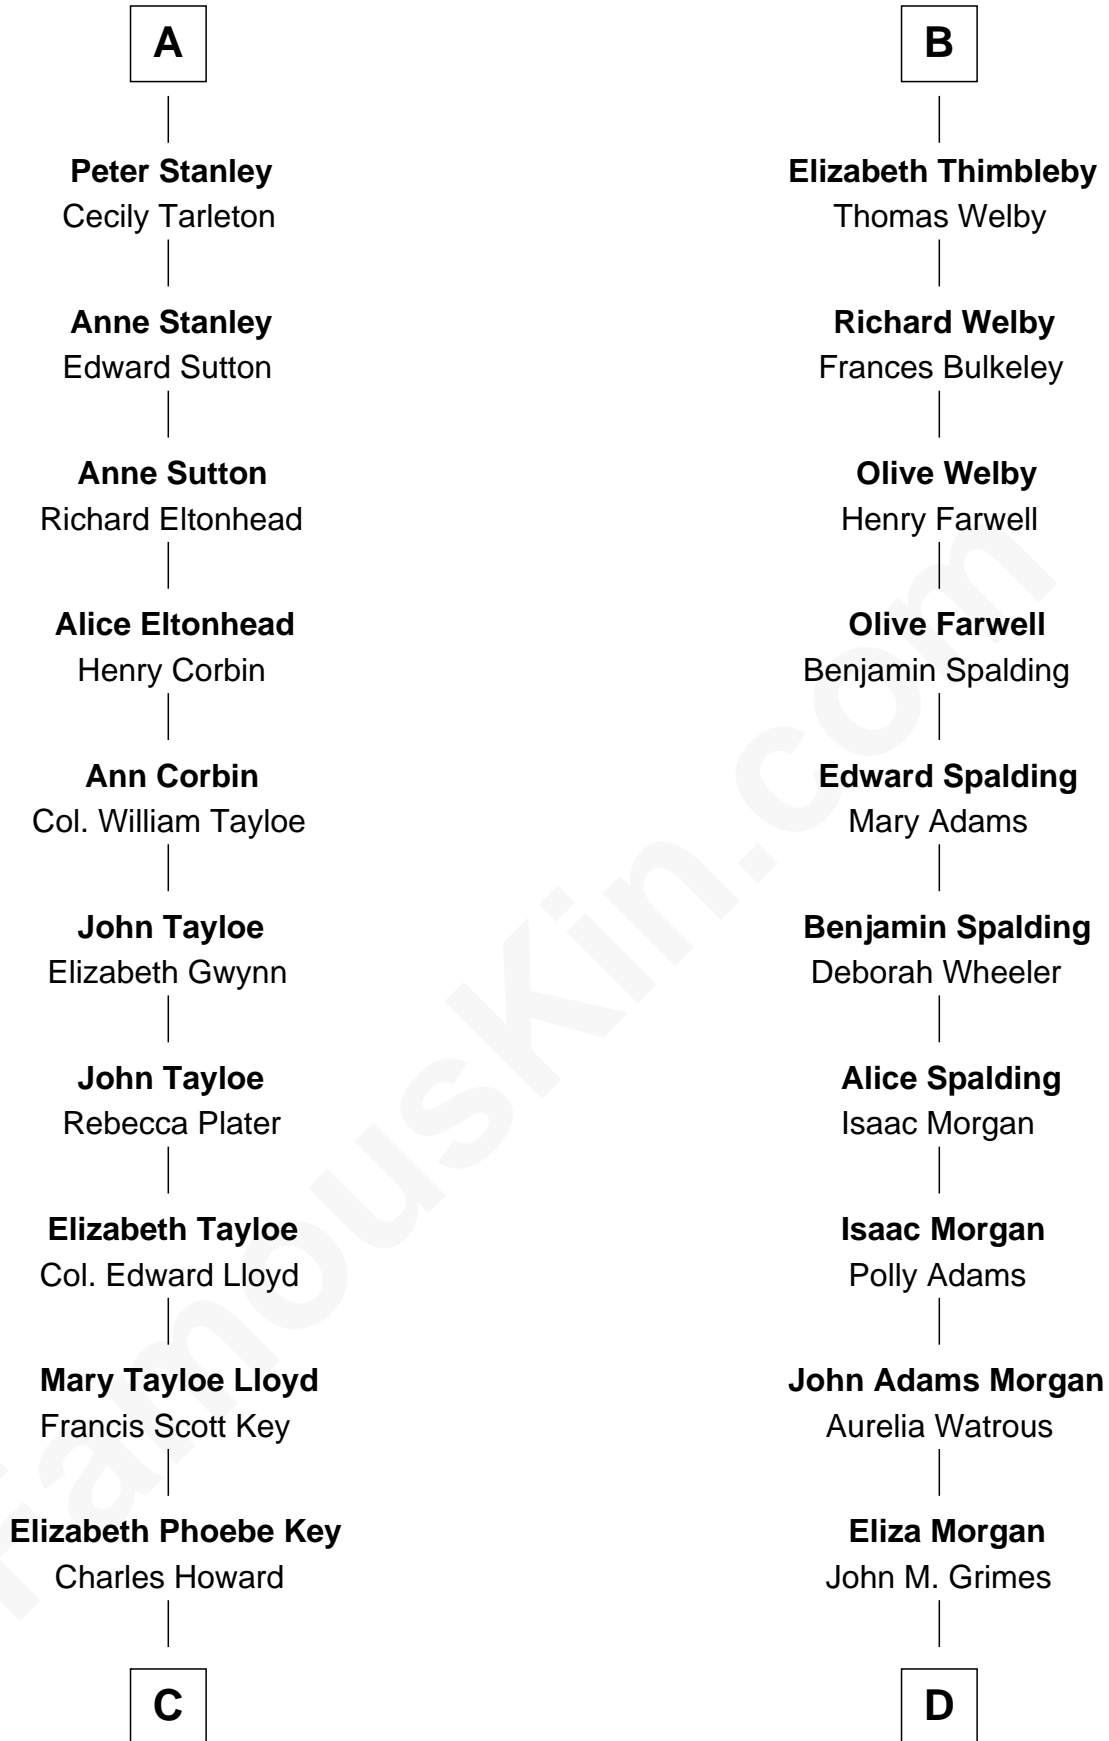 A
Peter Stanley
Cecily Tarleton
Anne Stanley
Edward Sutton
Anne Sutton
Richard Eltonhead
Alice Eltonhead
Henry Corbin
Ann Corbin
Col. William Tayloe
John Tayloe
Elizabeth Gwynn
John Tayloe
Rebecca Plater
Elizabeth Tayloe
Col. Edward Lloyd
Mary Tayloe Lloyd
Francis Scott Key
Elizabeth Phoebe Key
Charles Howard
C
B
Elizabeth Thimbleby
Thomas Welby
Richard Welby
Frances Bulkeley
Olive Welby
Henry Farwell
Olive Farwell
Benjamin Spalding
Edward Spalding
Mary Adams
Benjamin Spalding
Deborah Wheeler
Alice Spalding
Isaac Morgan
Isaac Morgan
Polly Adams
John Adams Morgan
Aurelia Watrous
Eliza Morgan
John M. Grimes
D
FamousKin.com